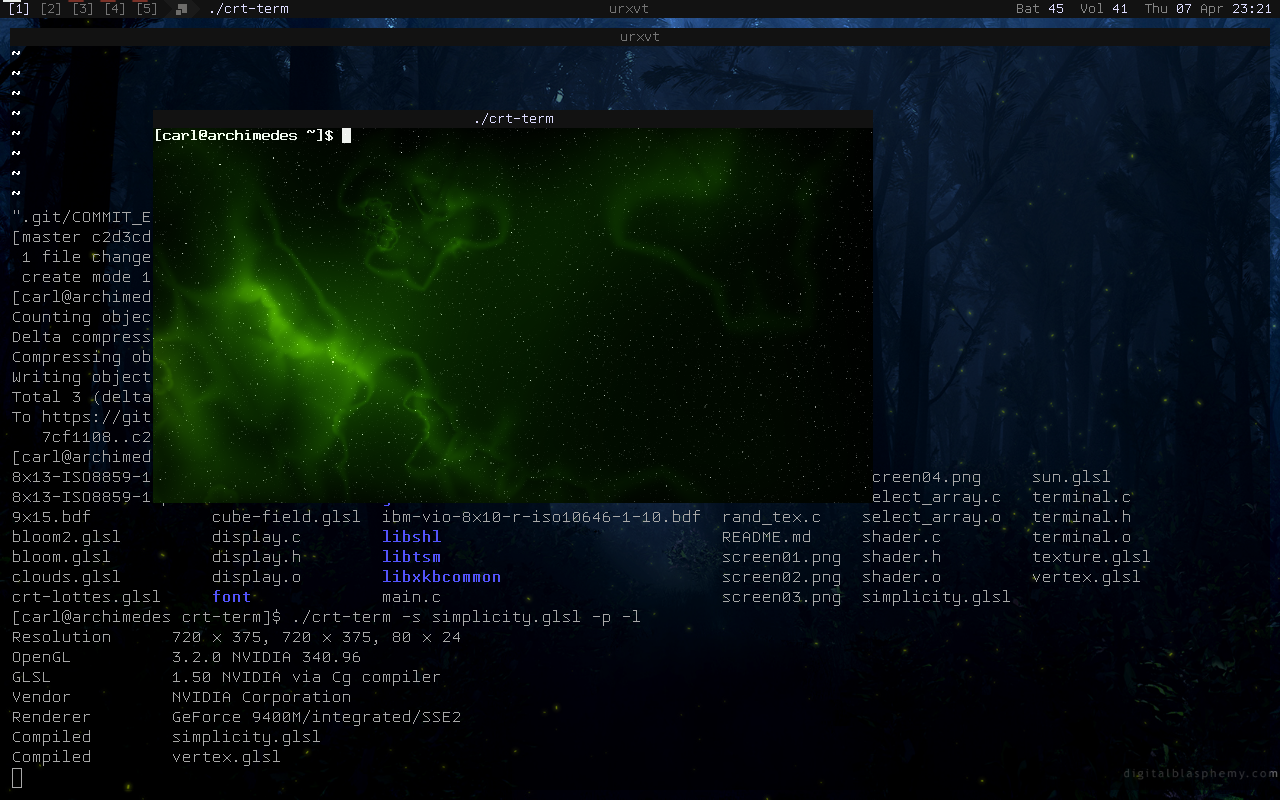 [1] [2] [3] [4] [5] ./crt-term urxvt Bat 45 Vol 41 Thu 07 Apr 23:21
urxvt
~
~
~
~
~
~
~
~
./crt-term
[carl@archimedes ~]$
".git/COMMIT_E
[master c2d3cd
1 file change
create mode 1
[carl@archimed
Counting objec
Delta compress
Compressing ob
Writing object
Total 3 (delta
To https://git
7cf1108..c2
[carl@archimed
8x13-ISO8859-1 creen04.png sun.glsl
8x13-ISO8859-1 elect_array.c terminal.c
9x15.bdf cube-field.glsl ibm-vio-8x10-r-iso10646-1-10.bdf rand_tex.c select_array.o terminal.h
bloom2.glsl display.c libshl README.md shader.c terminal.o
bloom.glsl display.h libtsm screen01.png shader.h texture.glsl
clouds.glsl display.o libxkbcommon screen02.png shader.o vertex.glsl
crt-lottes.glsl font main.c screen03.png simplicity.glsl
[carl@archimedes crt-term]$ ./crt-term -s simplicity.glsl -p -l
Resolution 720 × 375, 720 × 375, 80 × 24
OpenGL 3.2.0 NVIDIA 340.96
GLSL 1.50 NVIDIA via Cg compiler
Vendor NVIDIA Corporation
Renderer GeForce 9400M/integrated/SSE2
Compiled simplicity.glsl
Compiled vertex.glsl
digitalblasphemy.com